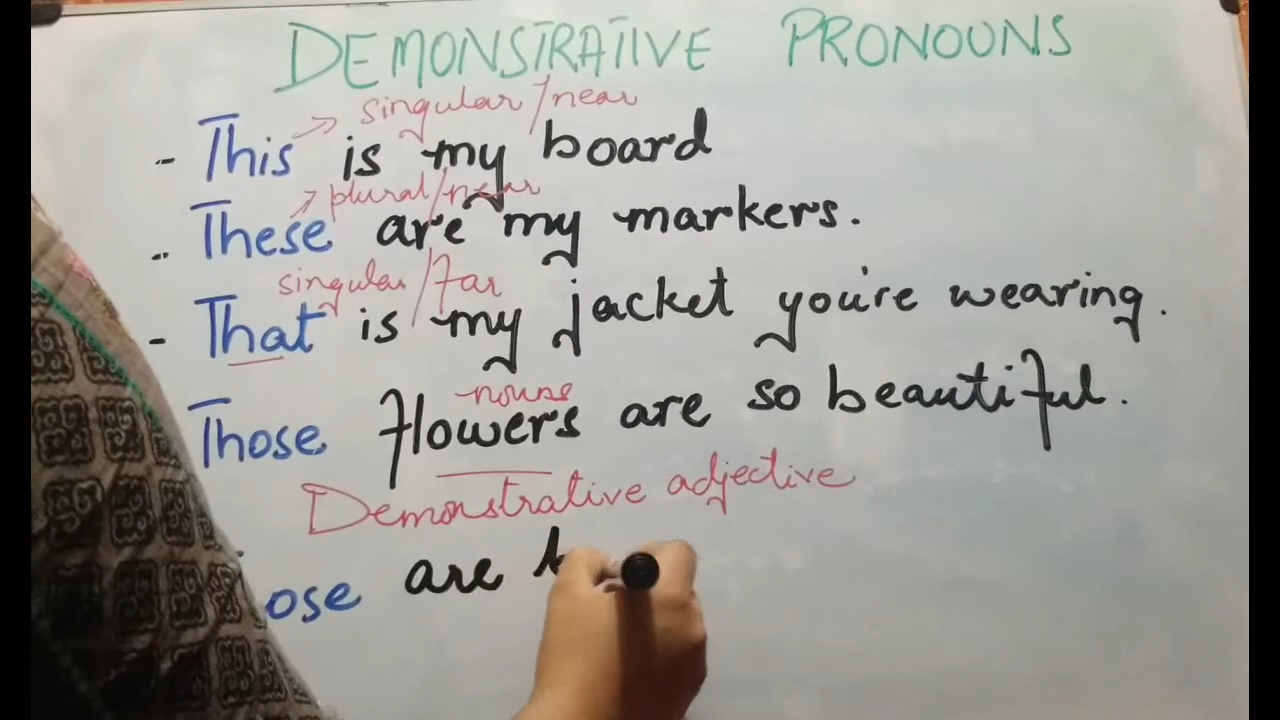 DEMONSTRATIVE PRONOUNS
singular/near
- This is my board
plural/near
- These are my markers.
singular/far
- That is my jacket you're wearing.
nouns
Those flowers are so beautiful.
Demonstrative adjective
ose are